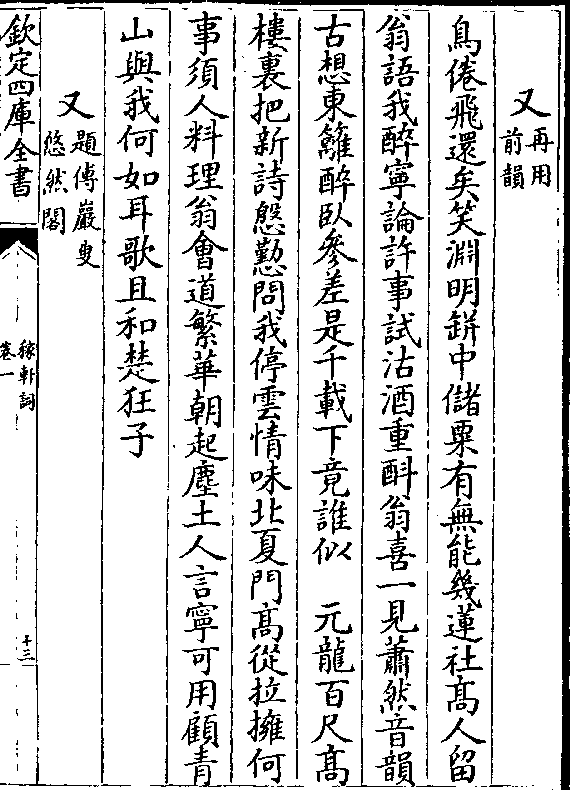 又再用前韻
鳥倦飛還矣笑淵明缾中儲粟有無能幾蓮社高人留
翁語我醉寧論許事試沽酒重斟翁喜一見蕭然音韻
古想東籬醉臥參差是千載下竟誰似　元龍百尺高
樓裏把新詩慇懃問我停雲情味北夏門高從拉攞何
事須人料理翁會道繁華朝起塵土人言寧可用顧青
山與我何如耳歌且和楚狂子
又題傅巖叟悠然閣
欽定四庫全書
稼軒詞
卷一
十三